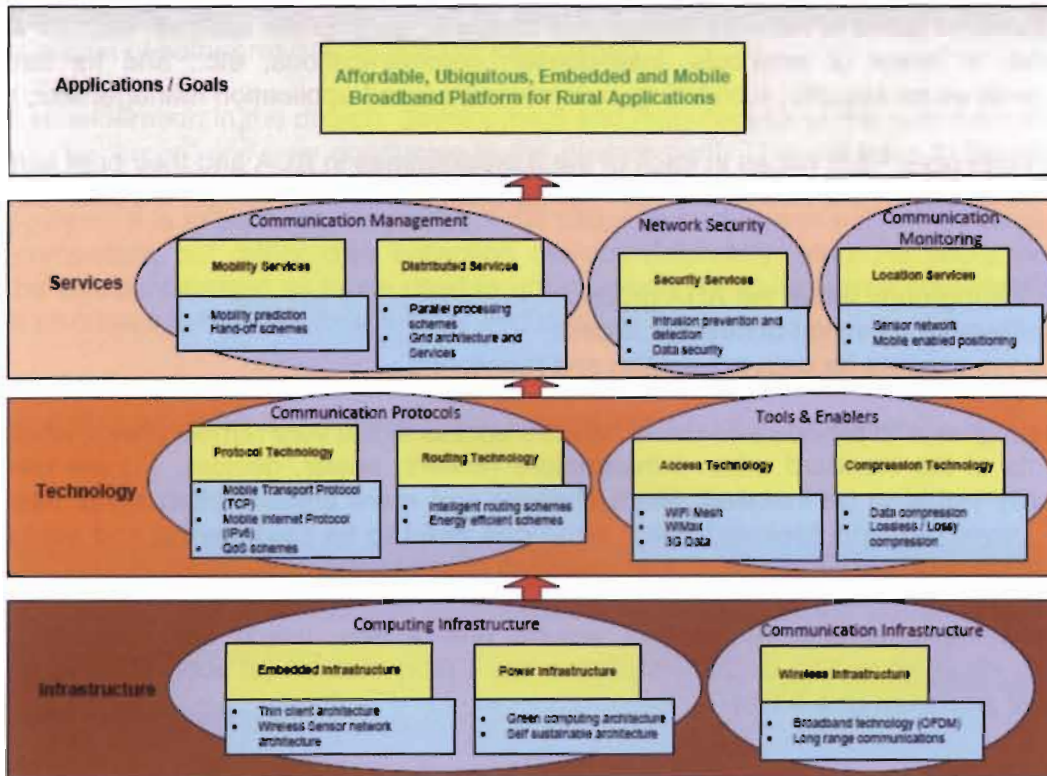 Applications / Goals
Affordable, Ubiquitous, Embedded and Mobile
Broadband Platform for Rural Applications
Services
Communication Management
Mobility Services
Mobility prediction
Hand-off schemes
Distributed Services
Parallel processing
schemes
Grid architecture and
Services
Network Security
Security Services
Intrusion prevention and
detection
Data security
Communication
Monitoring
Location Services
Sensor network
Mobile enabled positioning
Technology
Communication Protocols
Protocol Technology
Mobile Transport Protocol
(TCP)
Mobile Internet Protocol
(IPv6)
QoS schemes
Routing Technology
Intelligent routing schemes
Energy efficient schemes
Tools & Enablers
Access Technology
WiFi Mesh
WiMax
3G Data
Compression Technology
Data compression
Lossless / Lossy
compression
Infrastructure
Computing Infrastructure
Embedded Infrastructure
Thin client architecture
Wireless Sensor network
architecture
Power Infrastructure
Green computing architecture
Self sustainable architecture
Communication Infrastructure
Wireless Infrastructure
Broadband technology (OFDM)
Long range communications